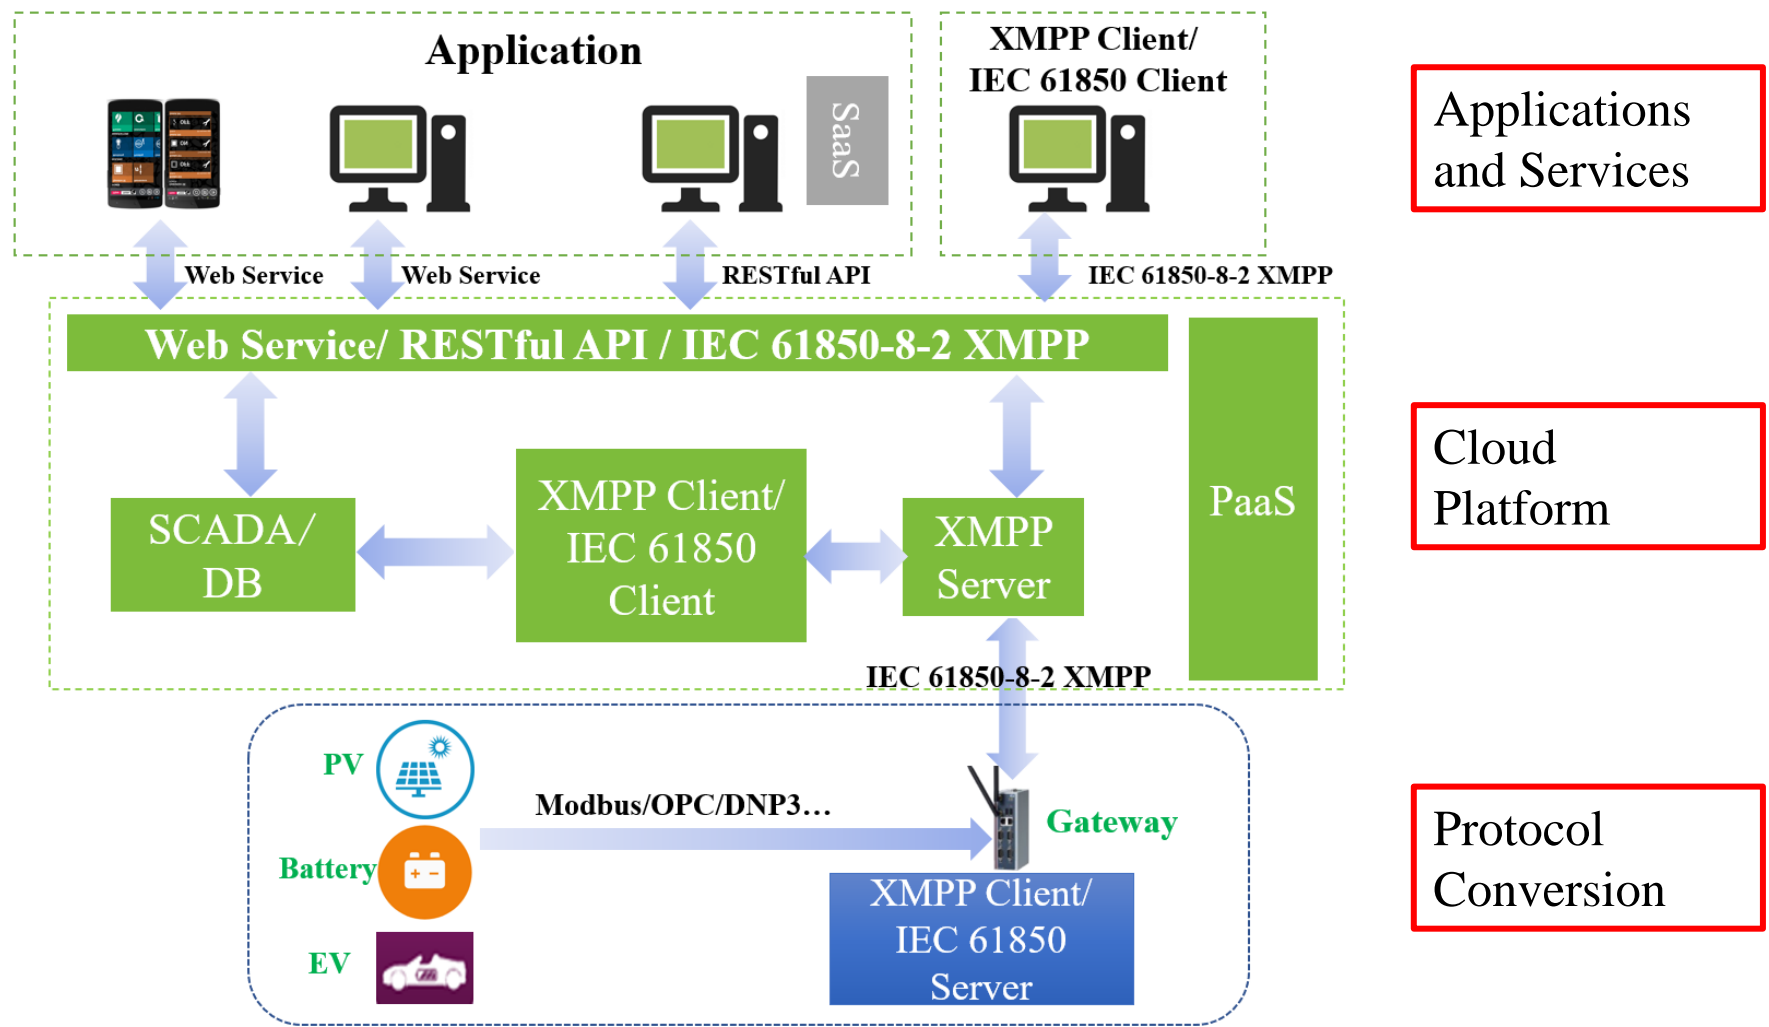 Application
SaaS
XMPP Client/
IEC 61850 Client
Applications
and Services
Web Service
Web Service
RESTful API
IEC 61850-8-2 XMPP
Web Service/ RESTful API / IEC 61850-8-2 XMPP
SCADA/
DB
XMPP Client/
IEC 61850
Client
XMPP
Server
PaaS
Cloud
Platform
IEC 61850-8-2 XMPP
PV
Battery
EV
Modbus/OPC/DNP3…
Gateway
XMPP Client/
IEC 61850
Server
Protocol
Conversion